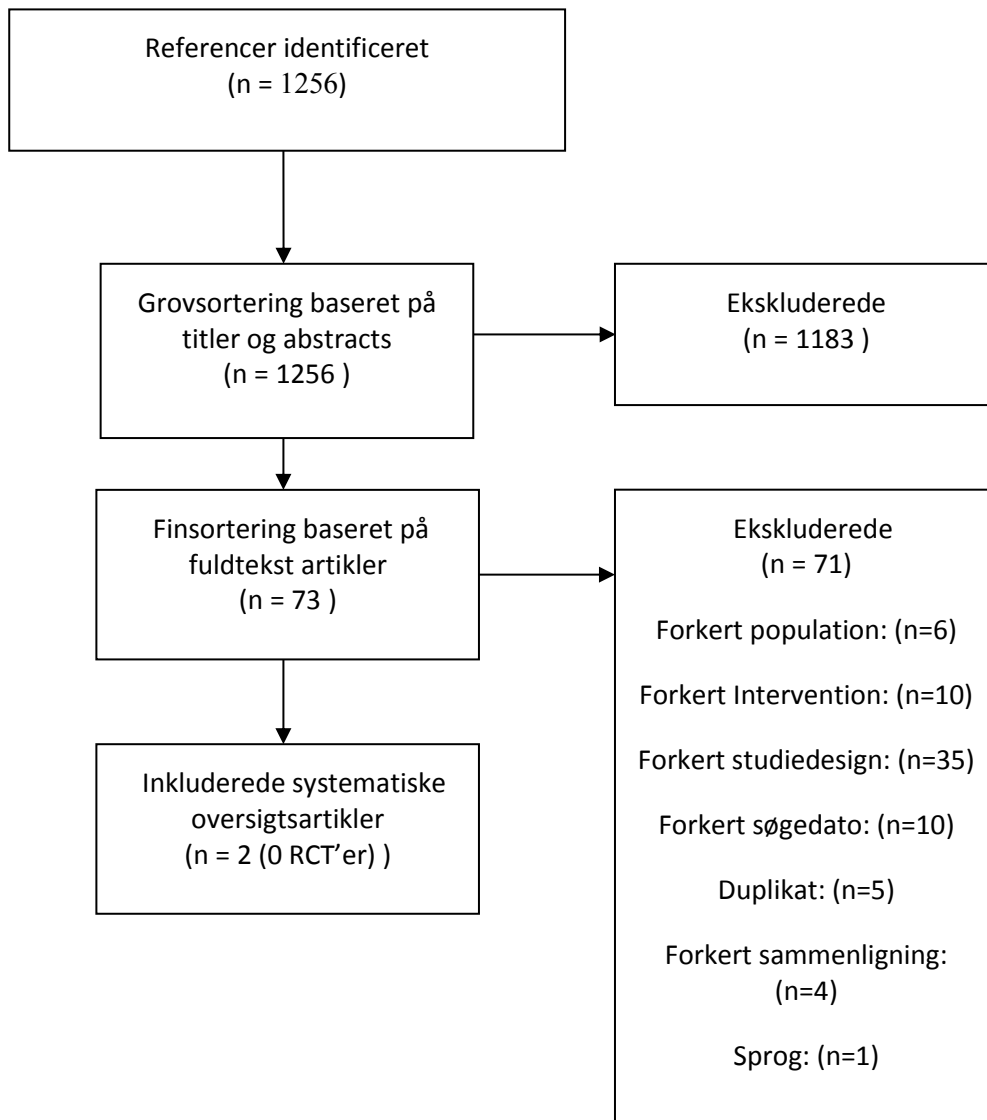 Referencer identificeret
(n = 1256)
Grovsortering baseret på
titler og abstracts
(n = 1256 )
Ekskluderede
(n = 1183 )
Finsortering baseret på
fuldtekst artikler
(n = 73 )
Ekskluderede
(n = 71)
Forkert population: (n=6)
Forkert Intervention: (n=10)
Forkert studiedesign: (n=35)
Forkert søgedato: (n=10)
Duplikat: (n=5)
Forkert sammenligning:
(n=4)
Sprog: (n=1)
Inkluderede systematiske
oversigtsartikler
(n = 2 (0 RCT’er) )